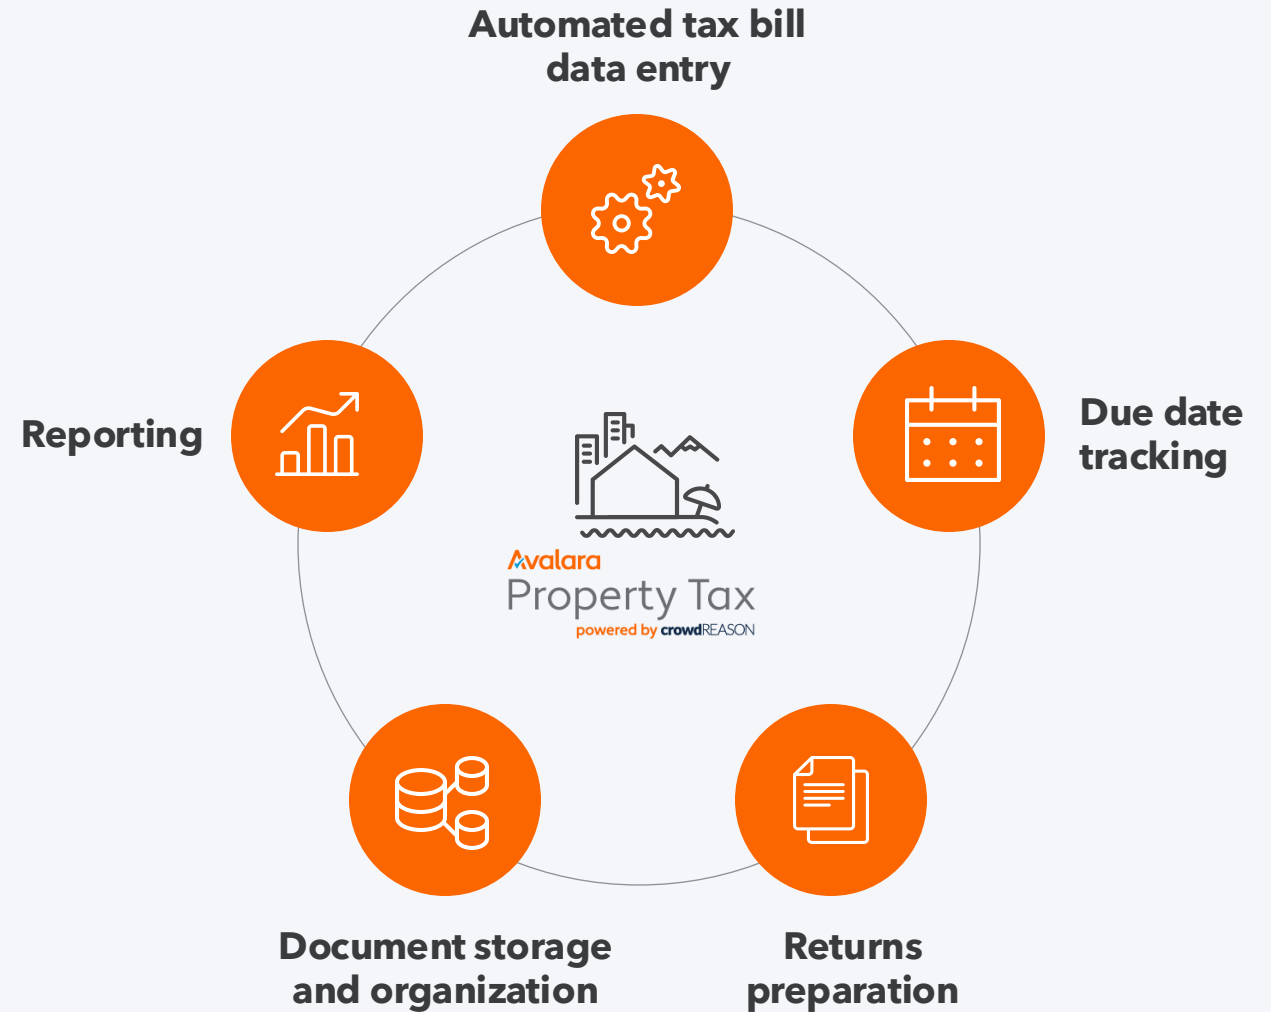 Automated tax bill
data entry
Due date
tracking
Reporting
Avalara
Property Tax
powered by crowdREASON
Document storage
and organization
Returns
preparation